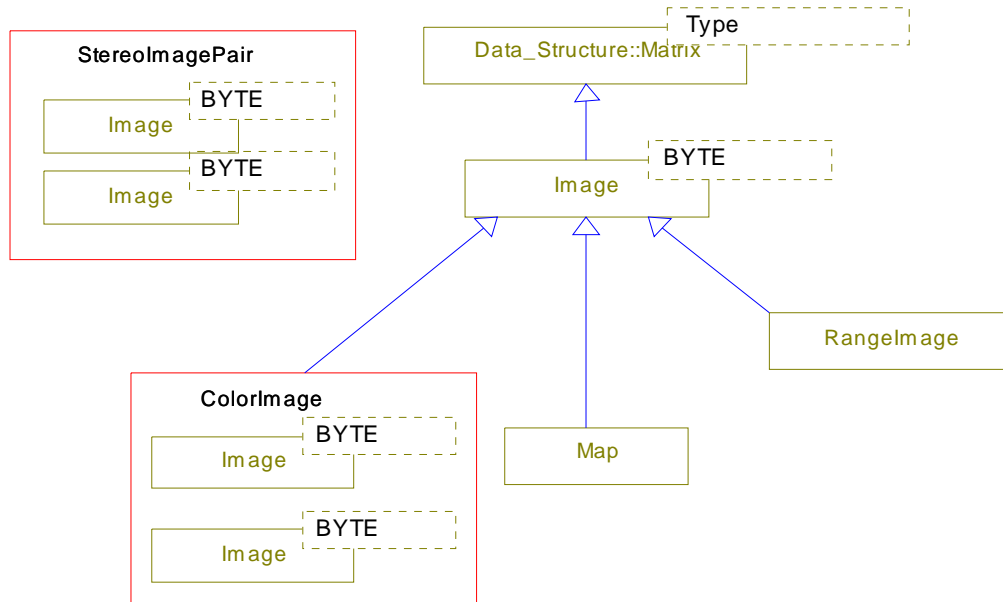 StereoImagePair
BYTE
Image
BYTE
Image
Type
Data_Structure::Matrix
BYTE
Image
RangeImage
ColorImage
BYTE
Image
BYTE
Image
Map